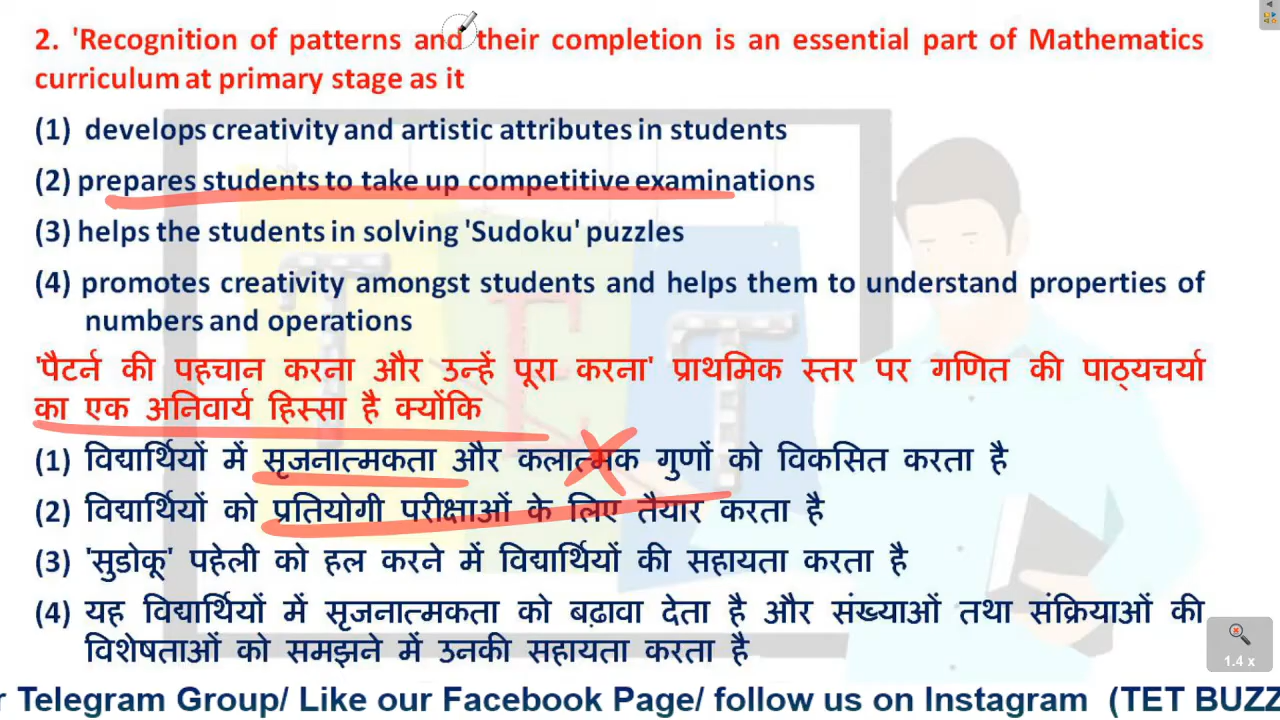 2. 'Recognition of patterns and their completion is an essential part of Mathematics
curriculum at primary stage as it
(1) develops creativity and artistic attributes in students
(2) prepares students to take up competitive examinations
(3) helps the students in solving 'Sudoku' puzzles
(4) promotes creativity amongst students and helps them to understand properties of
numbers and operations
'पैटर्न की पहचान करना और उन्हें पूरा करना' प्राथमिक स्तर पर गणित की पाठ्यचर्या
का एक अनिवार्य हिस्सा है क्योंकि
(1) विद्यार्थियों में सृजनात्मकता और कलात्मक गुणों को विकसित करता है
(2) विद्यार्थियों को प्रतियोगी परीक्षाओं के लिए तैयार करता है
(3) 'सुडोकू' पहेली को हल करने में विद्यार्थियों की सहायता करता है
(4) यह विद्यार्थियों में सृजनात्मकता को बढ़ावा देता है और संख्याओं तथा संक्रियाओं की
विशेषताओं को समझने में उनकी सहायता करता है
1.4 x
r Telegram Group/ Like our Facebook Page/ follow us on Instagram (TET BUZZ